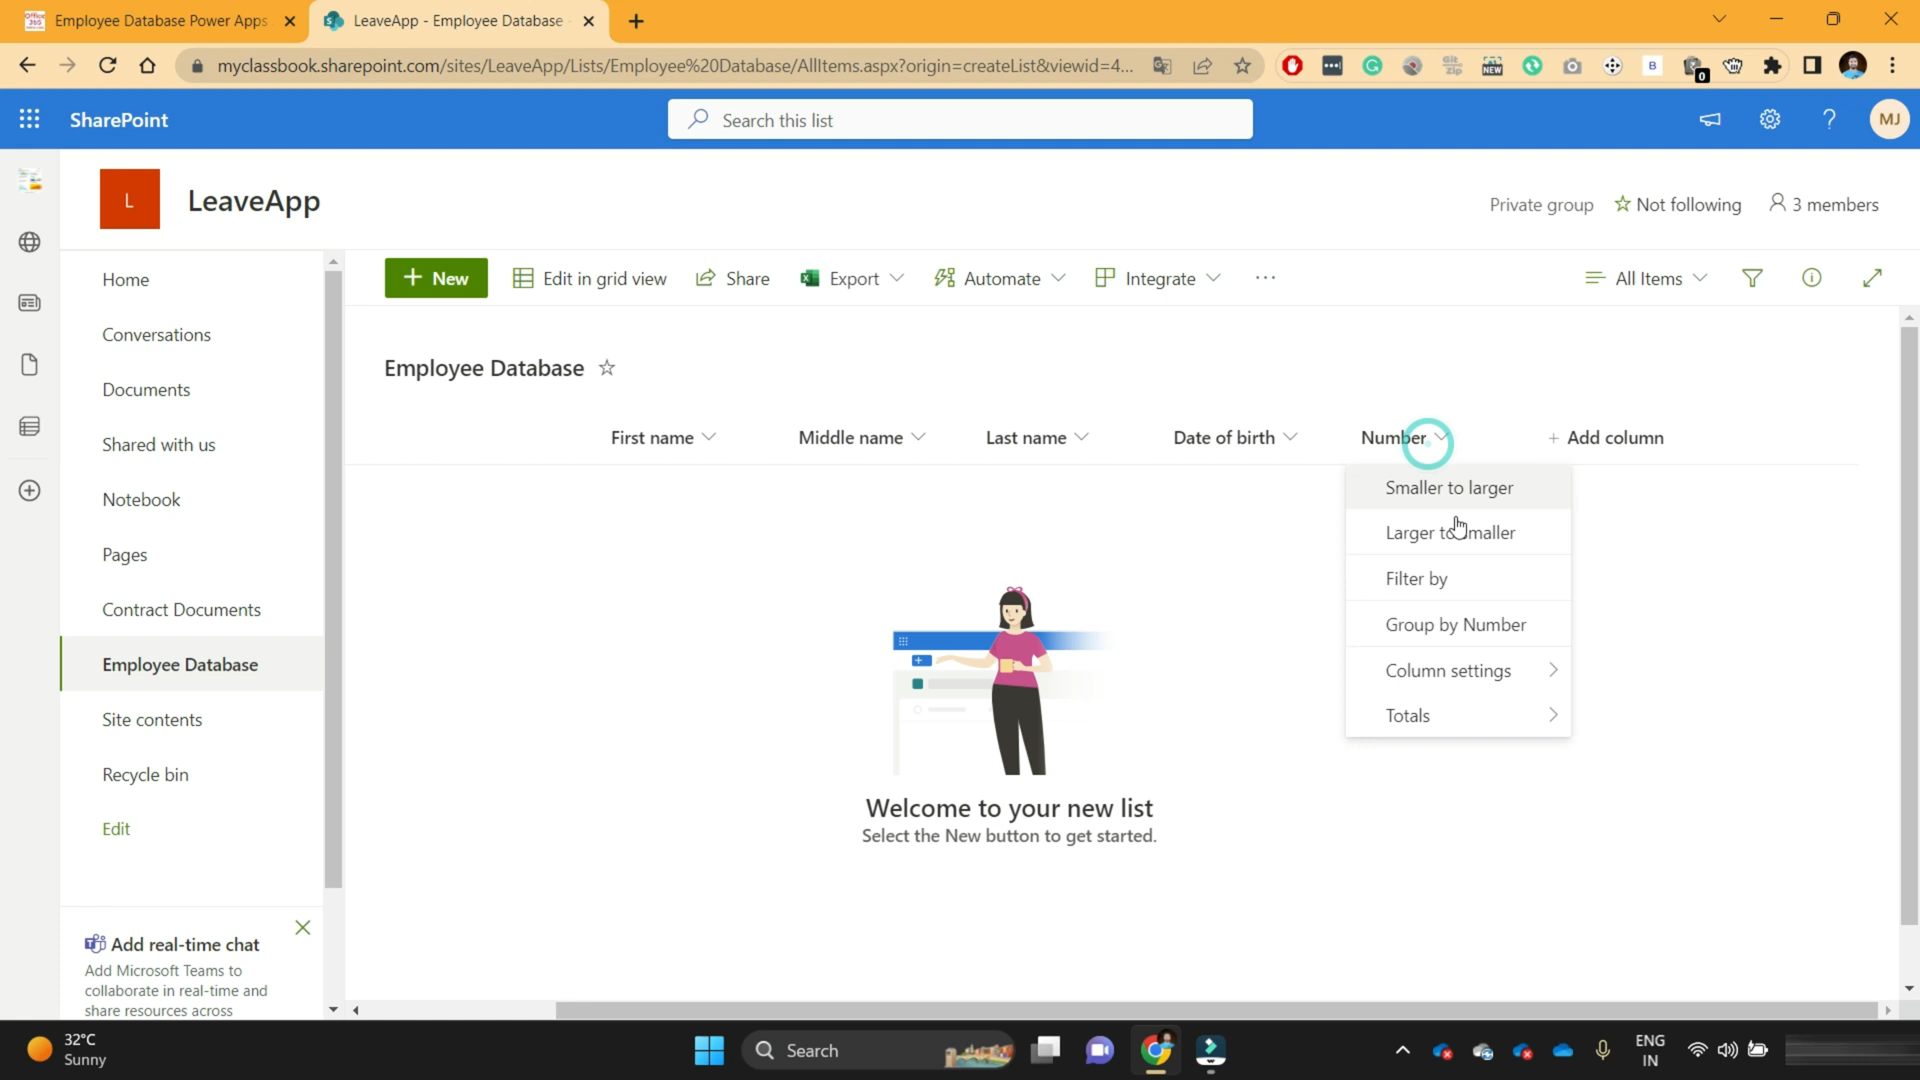 Employee Database Power Apps
LeaveApp - Employee Database
myclassbook.sharepoint.com/sites/LeaveApp/Lists/Employee%20Database/AllItems.aspx?origin=createList&viewid=4...
SharePoint
Search this list
MJ
L
LeaveApp
Private group
Not following
3 members
Home
Conversations
Documents
Shared with us
Notebook
Pages
Contract Documents
Employee Database
Site contents
Recycle bin
Edit
+ New
Edit in grid view
Share
Export
Automate
Integrate
...
All Items
Employee Database
First name
Middle name
Last name
Date of birth
Number
+ Add column
Smaller to larger
Larger to smaller
Filter by
Group by Number
Column settings
Totals
Welcome to your new list
Select the New button to get started.
Add real-time chat
Add Microsoft Teams to
collaborate in real-time and
share resources across
32°C
Sunny
Search
ENG
IN